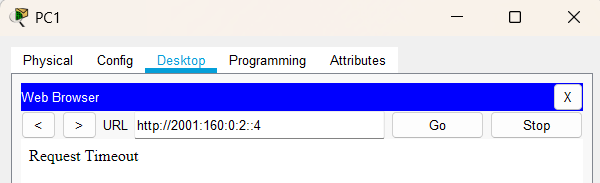 PC1
Physical Config Desktop Programming Attributes
Web Browser X
< > URL http://2001:160:0:2::4 Go Stop
Request Timeout